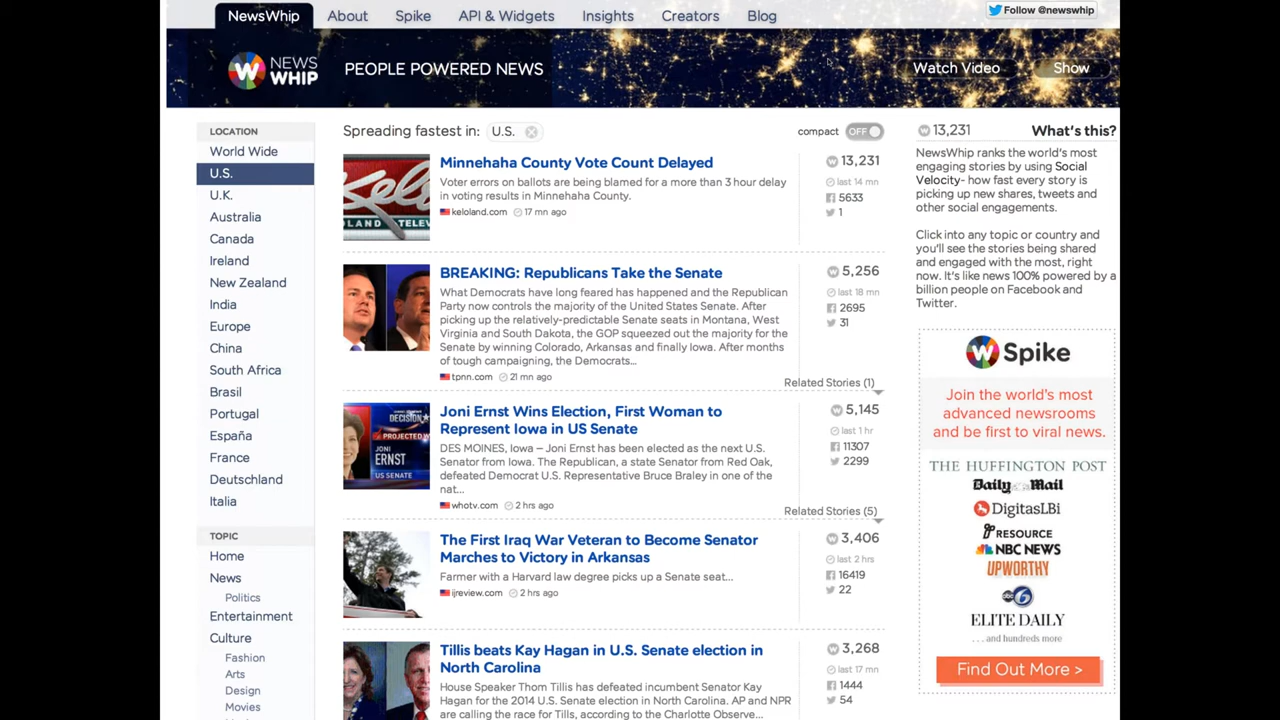 NewsWhip About Spike API & Widgets Insights Creators Blog
Follow @newswhip
NEWS WHIP
PEOPLE POWERED NEWS
Watch Video Show
LOCATION
World Wide
U.S.
U.K.
Australia
Canada
Ireland
New Zealand
India
Europe
China
South Africa
Brasil
Portugal
España
France
Deutschland
Italia
TOPIC
Home
News
Politics
Entertainment
Culture
Fashion
Arts
Design
Movies
Spreading fastest in: U.S.
compact OFF
Minnehaha County Vote Count Delayed
Voter errors on ballots are being blamed for a more than 3 hour delay
in voting results in Minnehaha County.
keloland.com 17 mn ago
13,231
last 14 mn
5633
1
BREAKING: Republicans Take the Senate
What Democrats have long feared has happened and the Republican
Party now controls the majority of the United States Senate. After
picking up the relatively-predictable Senate seats in Montana, West
Virginia and South Dakota, the GOP squeezed out the majority for the
Senate by winning Colorado, Arkansas and finally Iowa. After months
of tough campaigning, the Democrats...
tpnn.com 21 mn ago
5,256
last 18 mn
2695
31
Related Stories (1)
DECISION
PROJECTED
JONI
ERNST
US SENATE
Joni Ernst Wins Election, First Woman to
Represent Iowa in US Senate
DES MOINES, Iowa – Joni Ernst has been elected as the next U.S.
Senator from Iowa. The Republican, a state Senator from Red Oak,
defeated Democrat U.S. Representative Bruce Braley in one of the
nat...
whotv.com 2 hrs ago
5,145
last 1 hr
11307
2299
Related Stories (5)
The First Iraq War Veteran to Become Senator
Marches to Victory in Arkansas
Farmer with a Harvard law degree picks up a Senate seat...
ijreview.com 2 hrs ago
3,406
last 2 hrs
16419
22
Tillis beats Kay Hagan in U.S. Senate election in
North Carolina
House Speaker Thom Tillis has defeated incumbent Senator Kay
Hagan for the 2014 U.S. Senate election in North Carolina. AP and NPR
are calling the race for Tills, according to the Charlotte Observe...
3,268
last 17 mn
1444
54
13,231 What's this?
NewsWhip ranks the world's most
engaging stories by using Social
Velocity- how fast every story is
picking up new shares, tweets and
other social engagements.
Click into any topic or country and
you'll see the stories being shared
and engaged with the most, right
now. It's like news 100% powered by a
billion people on Facebook and
Twitter.
Spike
Join the world's most
advanced newsrooms
and be first to viral news.
THE HUFFINGTON POST
Daily Mail
DigitasLBi
RESOURCE
NBC NEWS
UPWORTHY
abc 6
ELITE DAILY
. . . and hundreds more
Find Out More >